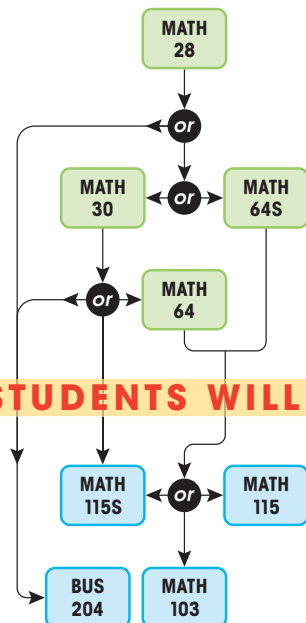 MATH
28
or
MATH
30
or
MATH
64S
or
MATH
64
STUDENTS WILL
MATH
115S
or
MATH
115
BUS
204
MATH
103